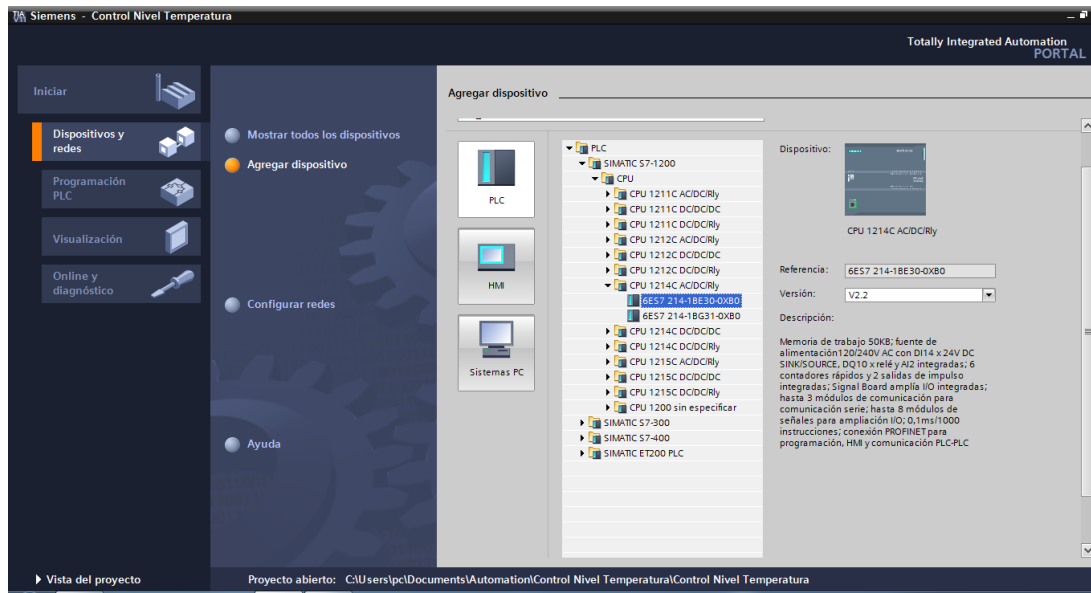 Siemens - Control Nivel Temperatura
Totally Integrated Automation
PORTAL
Iniciar
Dispositivos y
redes
Programación
PLC
Visualización
Online y
diagnóstico
Mostrar todos los dispositivos
Agregar dispositivo
Configurar redes
Ayuda
Agregar dispositivo
PLC
HMI
Sistemas PC
PLC
SIMATIC S7-1200
CPU
CPU 1211C AC/DC/Rly
CPU 1211C DC/DC/DC
CPU 1211C DC/DC/Rly
CPU 1212C AC/DC/Rly
CPU 1212C DC/DC/DC
CPU 1212C DC/DC/Rly
CPU 1214C AC/DC/Rly
6ES7 214-1BE30-0XB0
6ES7 214-1BG31-0XB0
CPU 1214C DC/DC/DC
CPU 1214C DC/DC/Rly
CPU 1215C AC/DC/Rly
CPU 1215C DC/DC/DC
CPU 1215C DC/DC/Rly
CPU 1200 sin especificar
SIMATIC S7-300
SIMATIC S7-400
SIMATIC ET200 PLC
Dispositivo:
CPU 1214C AC/DC/Rly
Referencia: 6ES7 214-1BE30-0XB0
Versión: V2.2
Descripción:
Memoria de trabajo 50KB; fuente de
alimentación120/240V AC con DI14 x 24V DC
SINK/SOURCE, DQ10 x relé y AI2 integradas; 6
contadores rápidos y 2 salidas de impulso
integradas; Signal Board amplía I/O integradas;
hasta 3 módulos de comunicación para
comunicación serie; hasta 8 módulos de
señales para ampliación I/O; 0,1ms/1000
instrucciones; conexión PROFINET para
programación, HMI y comunicación PLC-PLC
Vista del proyecto
Proyecto abierto: C:\Users\pc\Documents\Automation\Control Nivel Temperatura\Control Nivel Temperatura